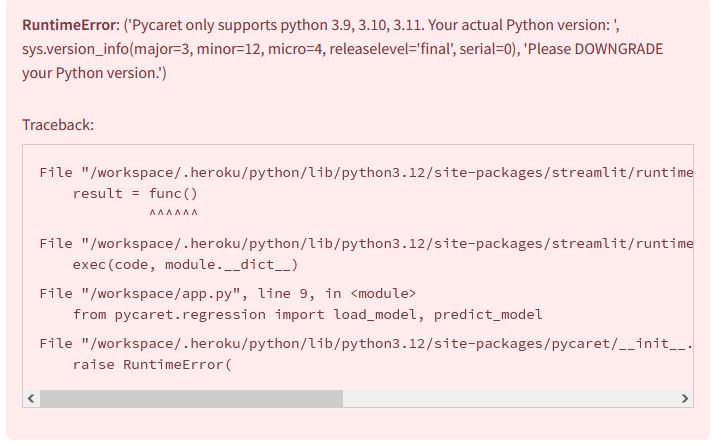 RuntimeError: ('Pycaret only supports python 3.9, 3.10, 3.11. Your actual Python version: ',
sys.version_info(major=3, minor=12, micro=4, releaselevel='final', serial=0), 'Please DOWNGRADE
your Python version.')
Traceback:
File "/workspace/.heroku/python/lib/python3.12/site-packages/streamlit/runtime
result = func()
^^^^^^
File "/workspace/.heroku/python/lib/python3.12/site-packages/streamlit/runtime
exec(code, module.__dict__)
File "/workspace/app.py", line 9, in <module>
from pycaret.regression import load_model, predict_model
File "/workspace/.heroku/python/lib/python3.12/site-packages/pycaret/__init__.
raise RuntimeError(